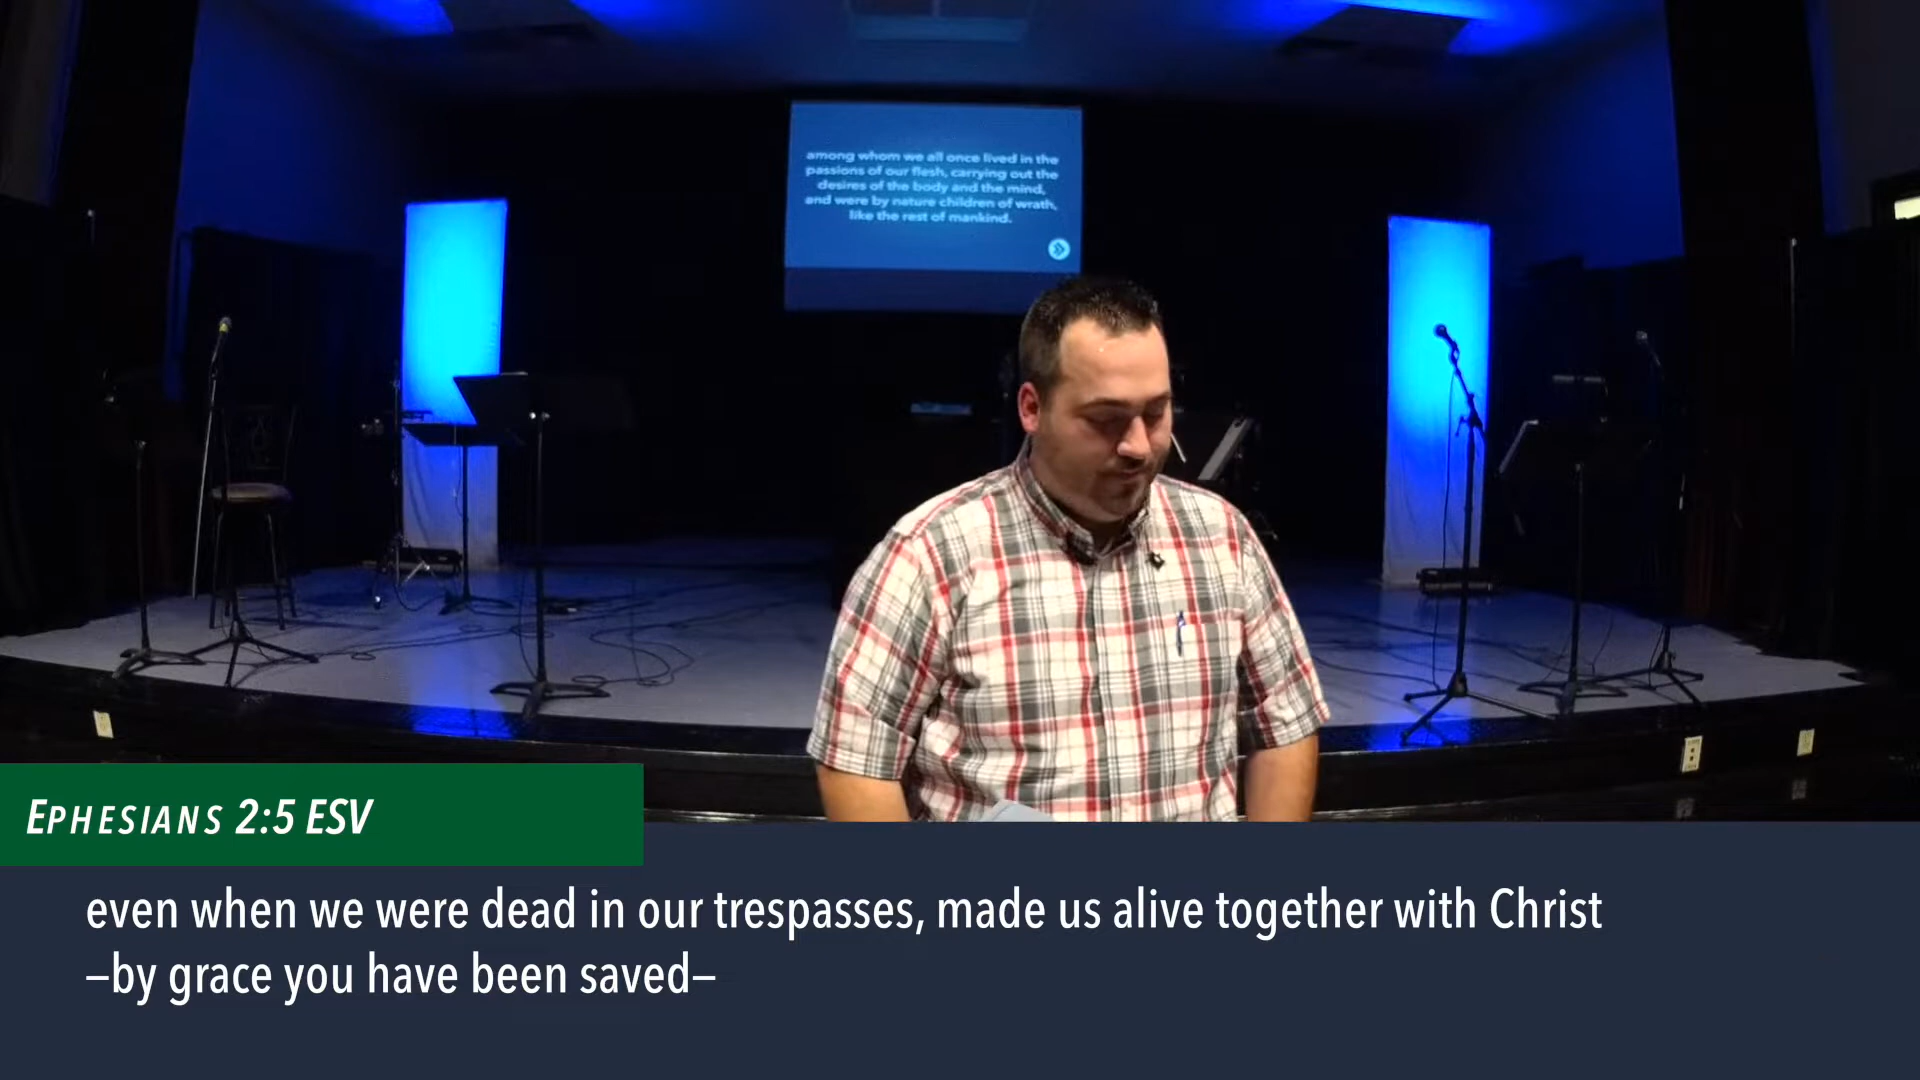 among whom we all once lived in the
passions of our flesh, carrying out the
desires of the body and the mind,
and were by nature children of wrath,
like the rest of mankind.
EPHESIANS 2:5 ESV
even when we were dead in our trespasses, made us alive together with Christ
—by grace you have been saved—